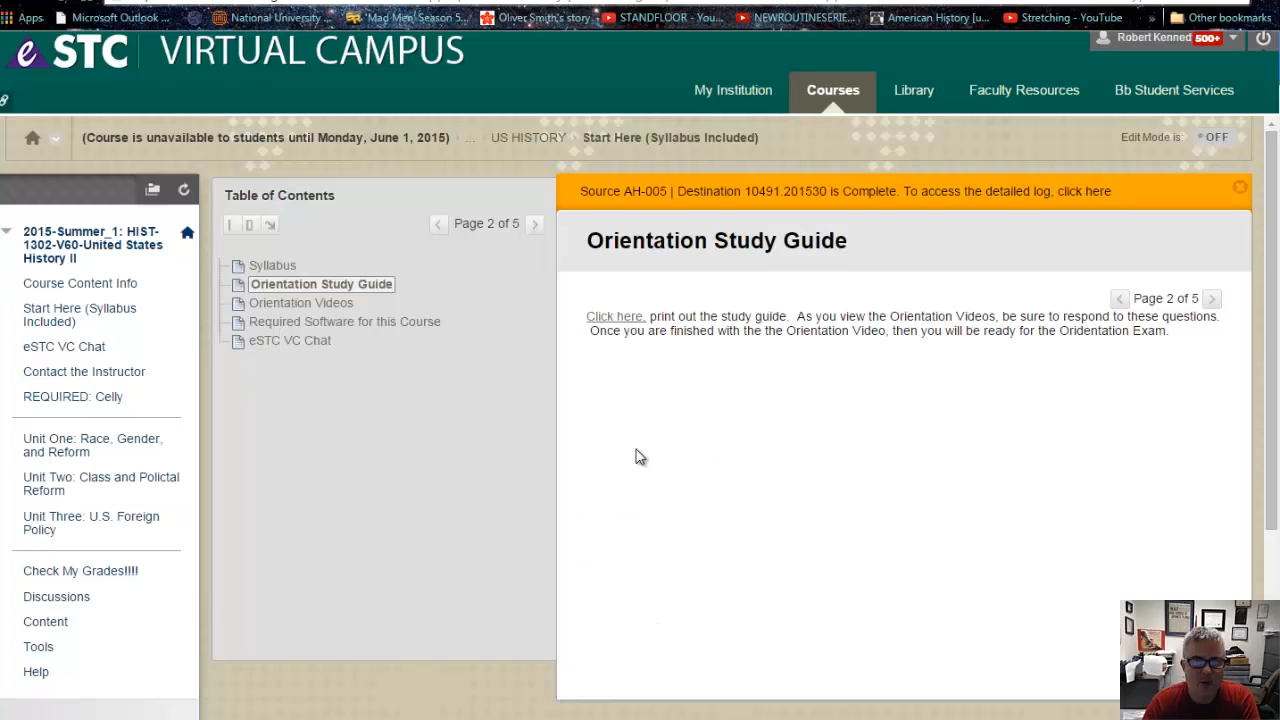 Apps Microsoft Outlook ... National University ... 'Mad Men' Season 5... Oliver Smith's story STANDFLOOR - You... NEWROUTINESERIE... American History [u... Stretching - YouTube » Other bookmarks
eSTC VIRTUAL CAMPUS
Robert Kenned 500+
My Institution Courses Library Faculty Resources Bb Student Services
(Course is unavailable to students until Monday, June 1, 2015) ... US HISTORY Start Here (Syllabus Included) Edit Mode is: OFF
2015-Summer_1: HIST-
1302-V60-United States
History II
Course Content Info
Start Here (Syllabus
Included)
eSTC VC Chat
Contact the Instructor
REQUIRED: Celly
Unit One: Race, Gender,
and Reform
Unit Two: Class and Polictal
Reform
Unit Three: U.S. Foreign
Policy
Check My Grades!!!!
Discussions
Content
Tools
Help
Table of Contents
Page 2 of 5
Syllabus
Orientation Study Guide
Orientation Videos
Required Software for this Course
eSTC VC Chat
Source AH-005 | Destination 10491.201530 is Complete. To access the detailed log, click here
Orientation Study Guide
Page 2 of 5
Click here, print out the study guide. As you view the Orientation Videos, be sure to respond to these questions.
Once you are finished with the the Orientation Video, then you will be ready for the Oridentation Exam.